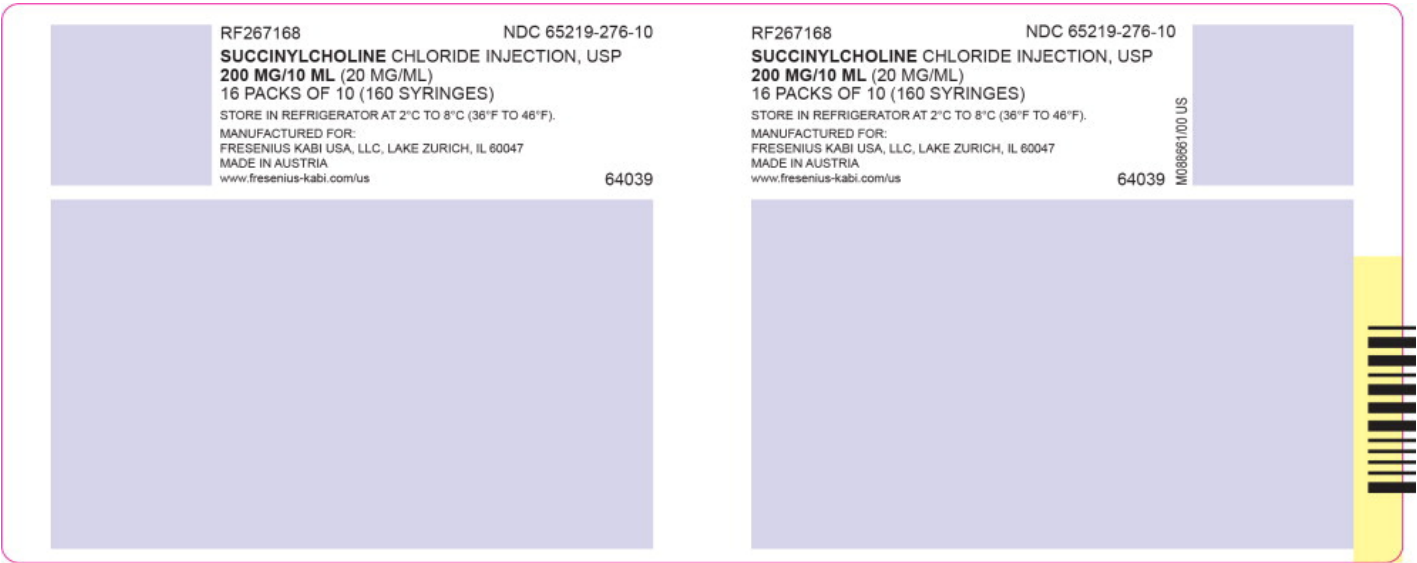 RF267168 NDC 65219-276-10
SUCCINYLCHOLINE CHLORIDE INJECTION, USP
200 MG/10 ML (20 MG/ML)
16 PACKS OF 10 (160 SYRINGES)
STORE IN REFRIGERATOR AT 2°C TO 8°C (36°F TO 46°F).
MANUFACTURED FOR:
FRESENIUS KABI USA, LLC, LAKE ZURICH, IL 60047
MADE IN AUSTRIA
www.fresenius-kabi.com/us 64039
RF267168 NDC 65219-276-10
SUCCINYLCHOLINE CHLORIDE INJECTION, USP
200 MG/10 ML (20 MG/ML)
16 PACKS OF 10 (160 SYRINGES)
STORE IN REFRIGERATOR AT 2°C TO 8°C (36°F TO 46°F).
MANUFACTURED FOR:
FRESENIUS KABI USA, LLC, LAKE ZURICH, IL 60047
MADE IN AUSTRIA
www.fresenius-kabi.com/us 64039
M088661/00 US